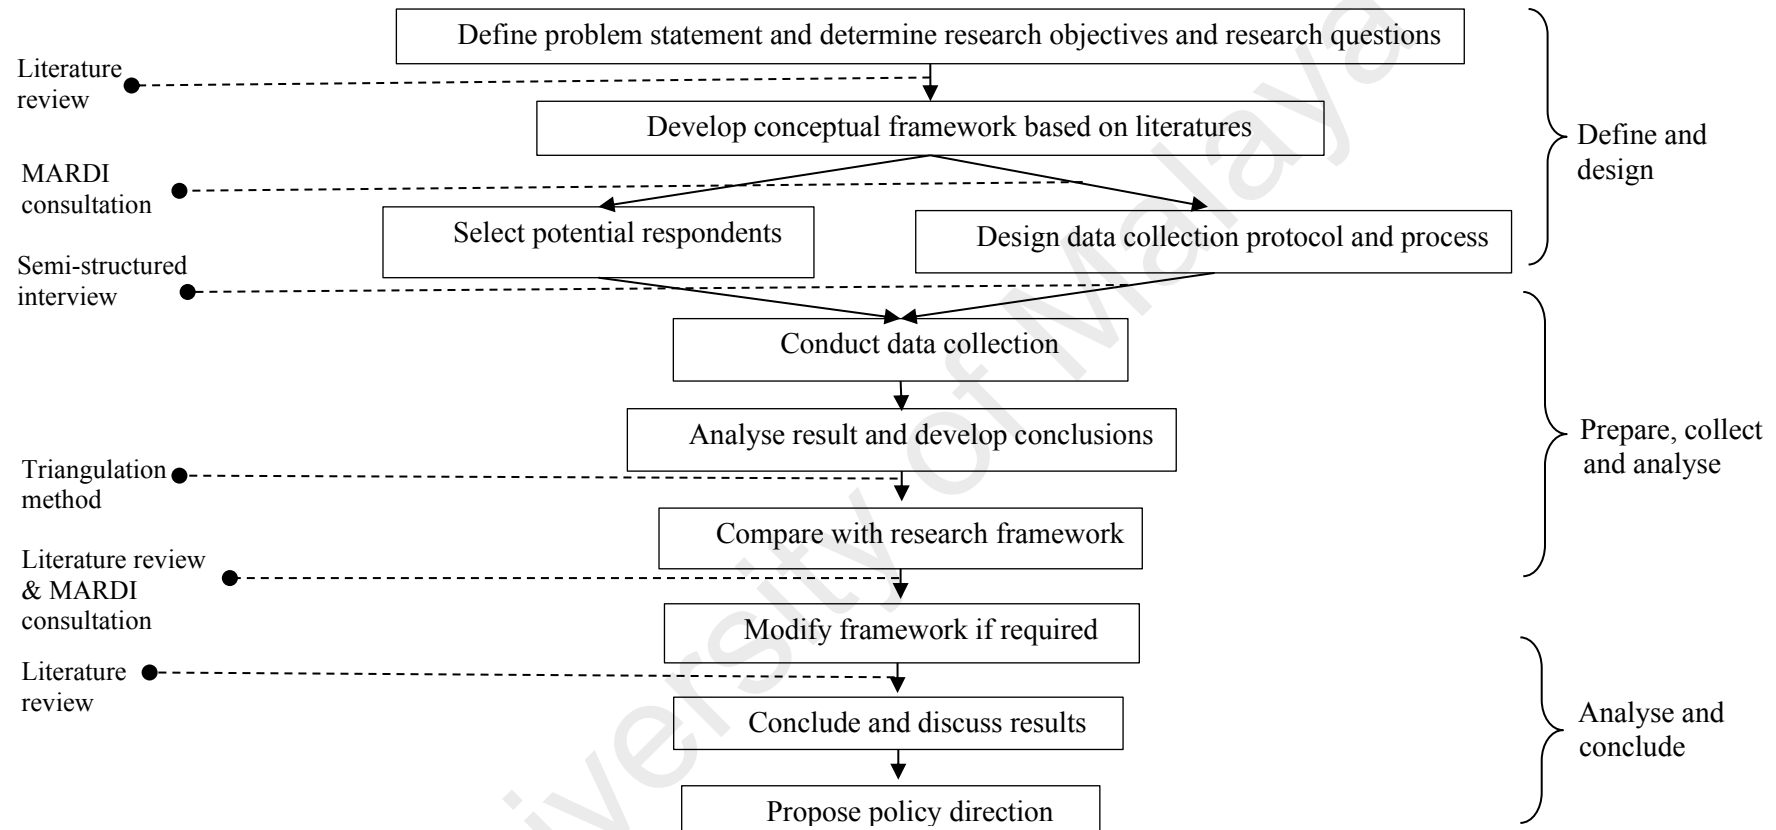 Define problem statement and determine research objectives and research questions
Literature
review
Develop conceptual framework based on literatures
Define and
design
MARDI
consultation
Select potential respondents
Design data collection protocol and process
Semi-structured
interview
Conduct data collection
Analyse result and develop conclusions
Prepare, collect
and analyse
Triangulation
method
Compare with research framework
Literature review
& MARDI
consultation
Modify framework if required
Literature
review
Conclude and discuss results
Analyse and
conclude
Propose policy direction
iversity of Malaya